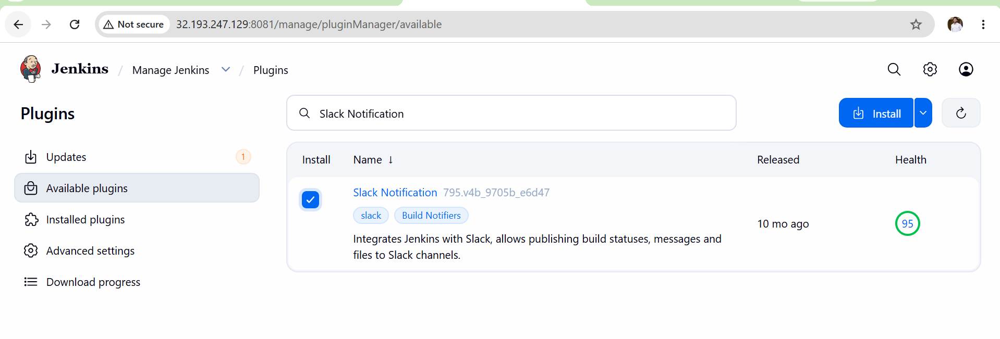 Not secure 32.193.247.129:8081/manage/pluginManager/available
Jenkins / Manage Jenkins / Plugins
Plugins
Slack Notification
Install
Updates 1
Available plugins
Installed plugins
Advanced settings
Download progress
Install Name ↓ Released Health
Slack Notification 795.v4b_9705b_e6d47
slack Build Notifiers
Integrates Jenkins with Slack, allows publishing build statuses, messages and
files to Slack channels.
10 mo ago
95